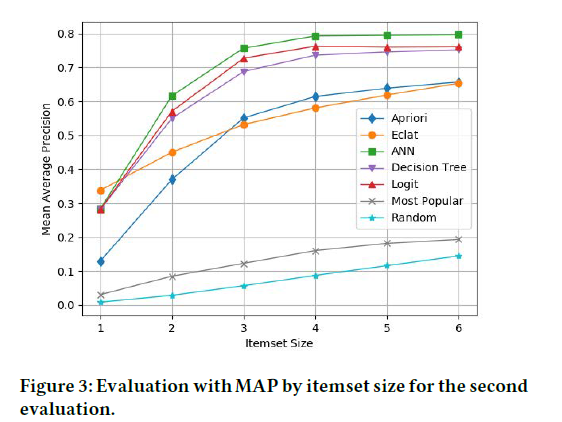 0.8
0.7
0.6
0.5
0.4
0.3
0.2
0.1
0.0
Mean Average Precision
Apriori
Eclat
ANN
Decision Tree
Logit
Most Popular
Random
1 2 3 4 5 6
Itemset Size
Figure 3: Evaluation with MAP by itemset size for the second
evaluation.